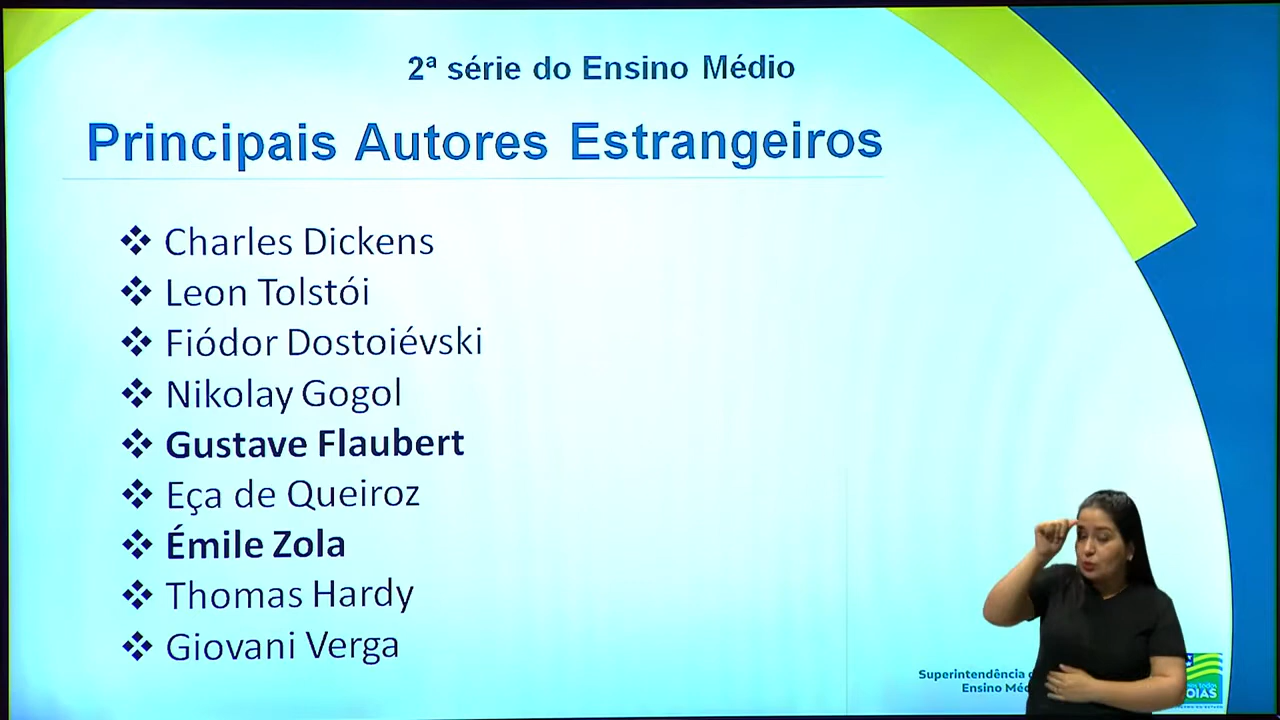 2ª série do Ensino Médio
Principais Autores Estrangeiros
Charles Dickens
Leon Tolstói
Fiódor Dostoiévski
Nikolay Gogol
Gustave Flaubert
Eça de Queiroz
Émile Zola
Thomas Hardy
Giovani Verga
Superintendência
Ensino